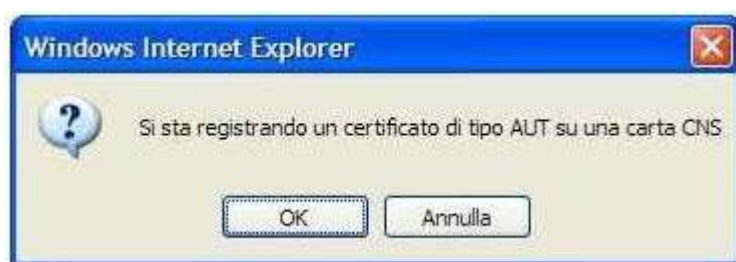 Windows Internet Explorer
?
Si sta registrando un certificato di tipo AUT su una carta CNS
OK
Annulla